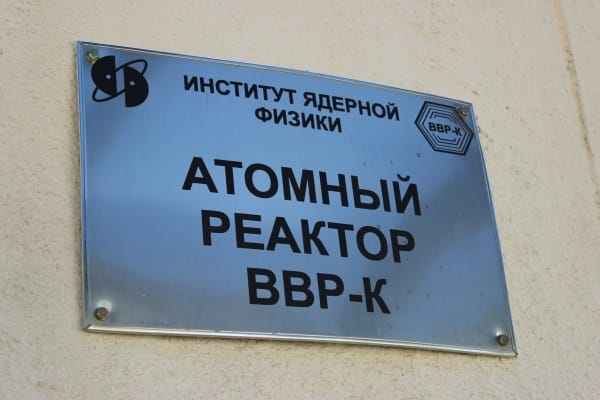 ИНСТИТУТ ЯДЕРНОЙ
ФИЗИКИ
ВВР-К
АТОМНЫЙ
РЕАКТОР
ВВР-К